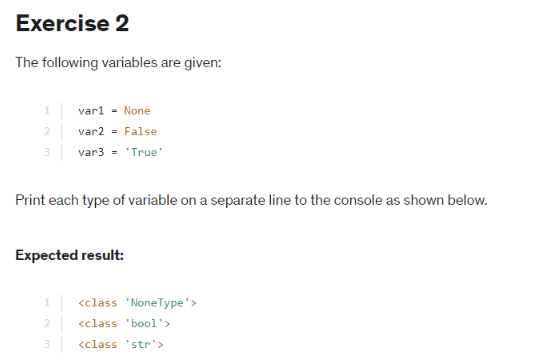 Exercise 2
The following variables are given:
1 var1 = None
2 var2 = False
3 var3 = 'True'
Print each type of variable on a separate line to the console as shown below.
Expected result:
1 <class 'NoneType'>
2 <class 'bool'>
3 <class 'str'>